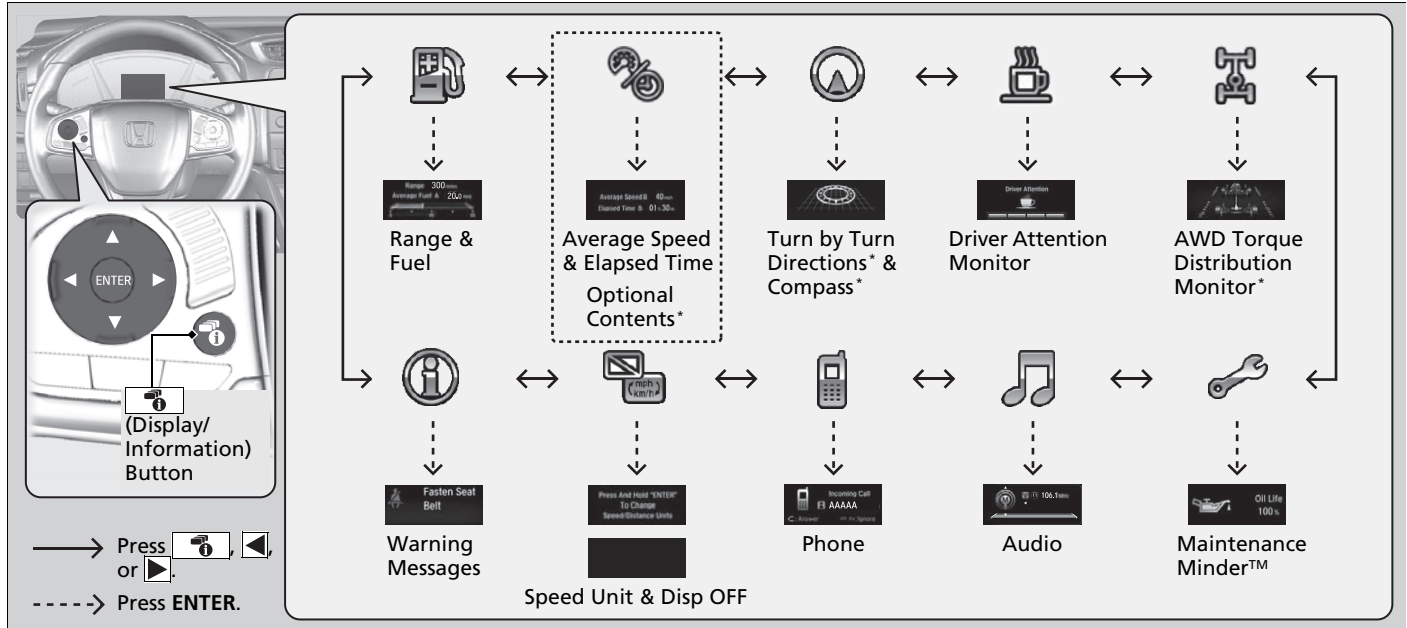 Range 300 miles
Average Fuel A 20.0
Average Speed B 40 mph
Elapsed Time B 01 h 30 m
Driver Attention
Range &
Fuel
Average Speed
& Elapsed Time
Optional
Contents*
Turn by Turn
Directions* &
Compass*
Driver Attention
Monitor
AWD Torque
Distribution
Monitor*
ENTER
i
i
(Display/
Information)
Button
mph
km/h
Fasten Seat
Belt
Press And Hold "ENTER"
To Change
Speed/Distance Units
Incoming Call
AAAAA
Answer
Ignore
106.1 MHz
Oil Life
100 %
Warning
Messages
Speed Unit & Disp OFF
Phone
Audio
Maintenance
Minder™
Press i , ◀,
or ▶.
Press ENTER.